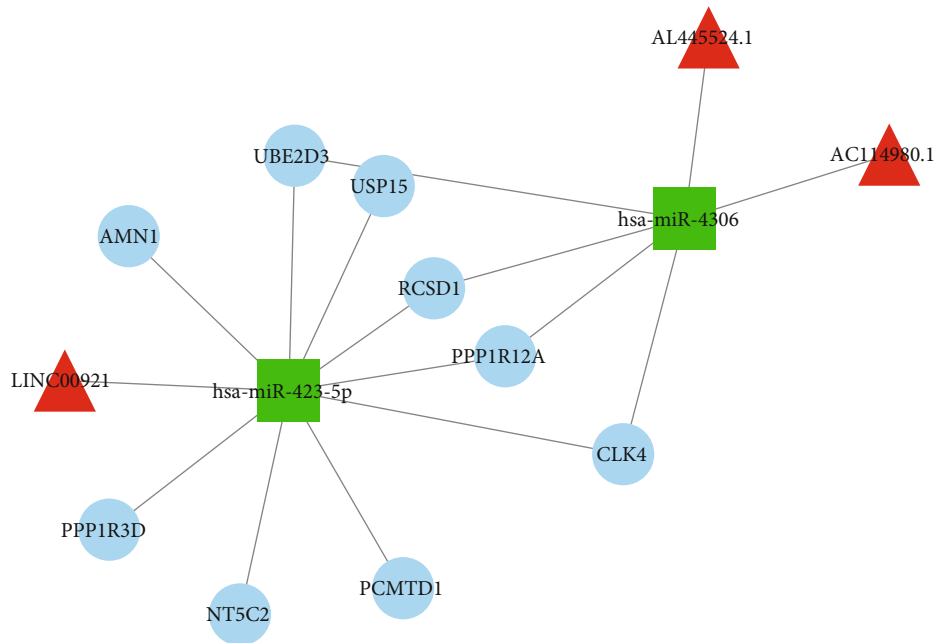 AL445524.1
AC114980.1
UBE2D3
USP15
hsa-miR-4306
AMN1
RCSD1
PPP1R12A
LINC00921
hsa-miR-423-5p
CLK4
PPP1R3D
PCMTD1
NT5C2